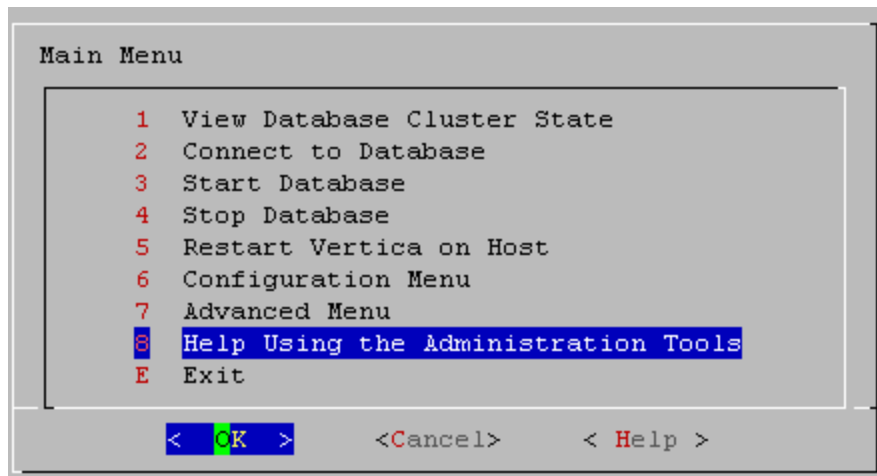 Main Menu
1 View Database Cluster State
2 Connect to Database
3 Start Database
4 Stop Database
5 Restart Vertica on Host
6 Configuration Menu
7 Advanced Menu
8 Help Using the Administration Tools
E Exit
< OK > <Cancel> < Help >